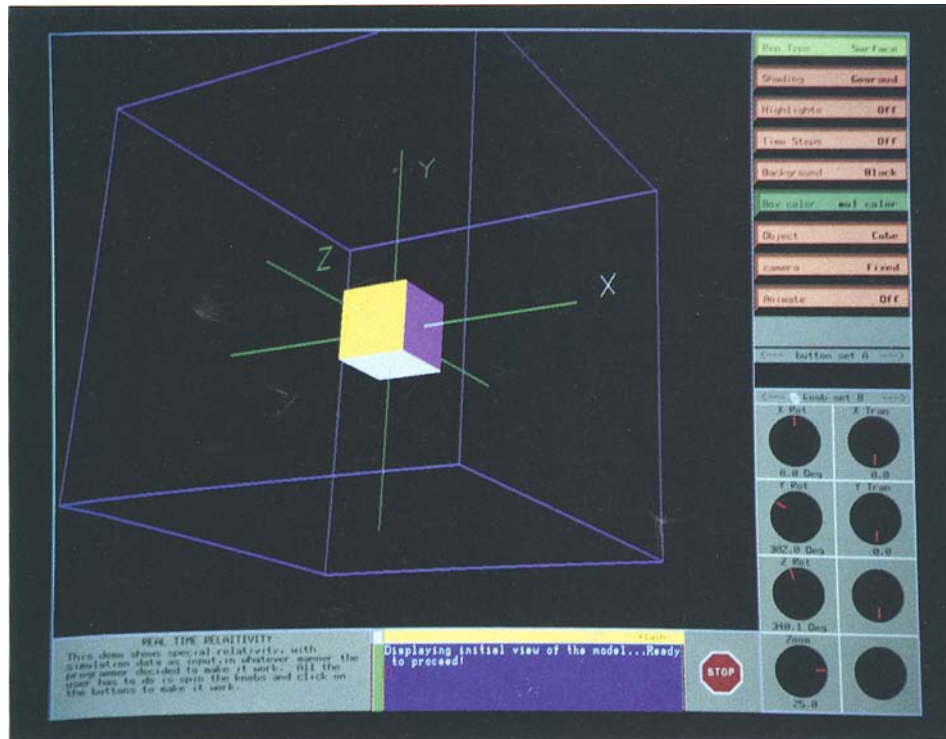 Rep Type Surface
Shading Gouraud
Highlights Off
Time Steps Off
Background Black
Box color mul color
Object Cube
camera Fixed
Animate Off
<--- button set A --->
<--- knob set B --->
X Rot X Tran
0.0 Deg 0.0
Y Rot Y Tran
302.0 Deg 0.0
Z Rot
340.1 Deg
Zoom
25.0
Y
Z
X
REAL TIME RELAITIVITY
This demo shows special relativity, with
simulation data as input,in whatever manner the
programmer decided to make it work. All the
user has to do is spin the knobs and click on
the buttons to make it work.
Flash
Displaying initial view of the model...Ready
to proceed!
STOP